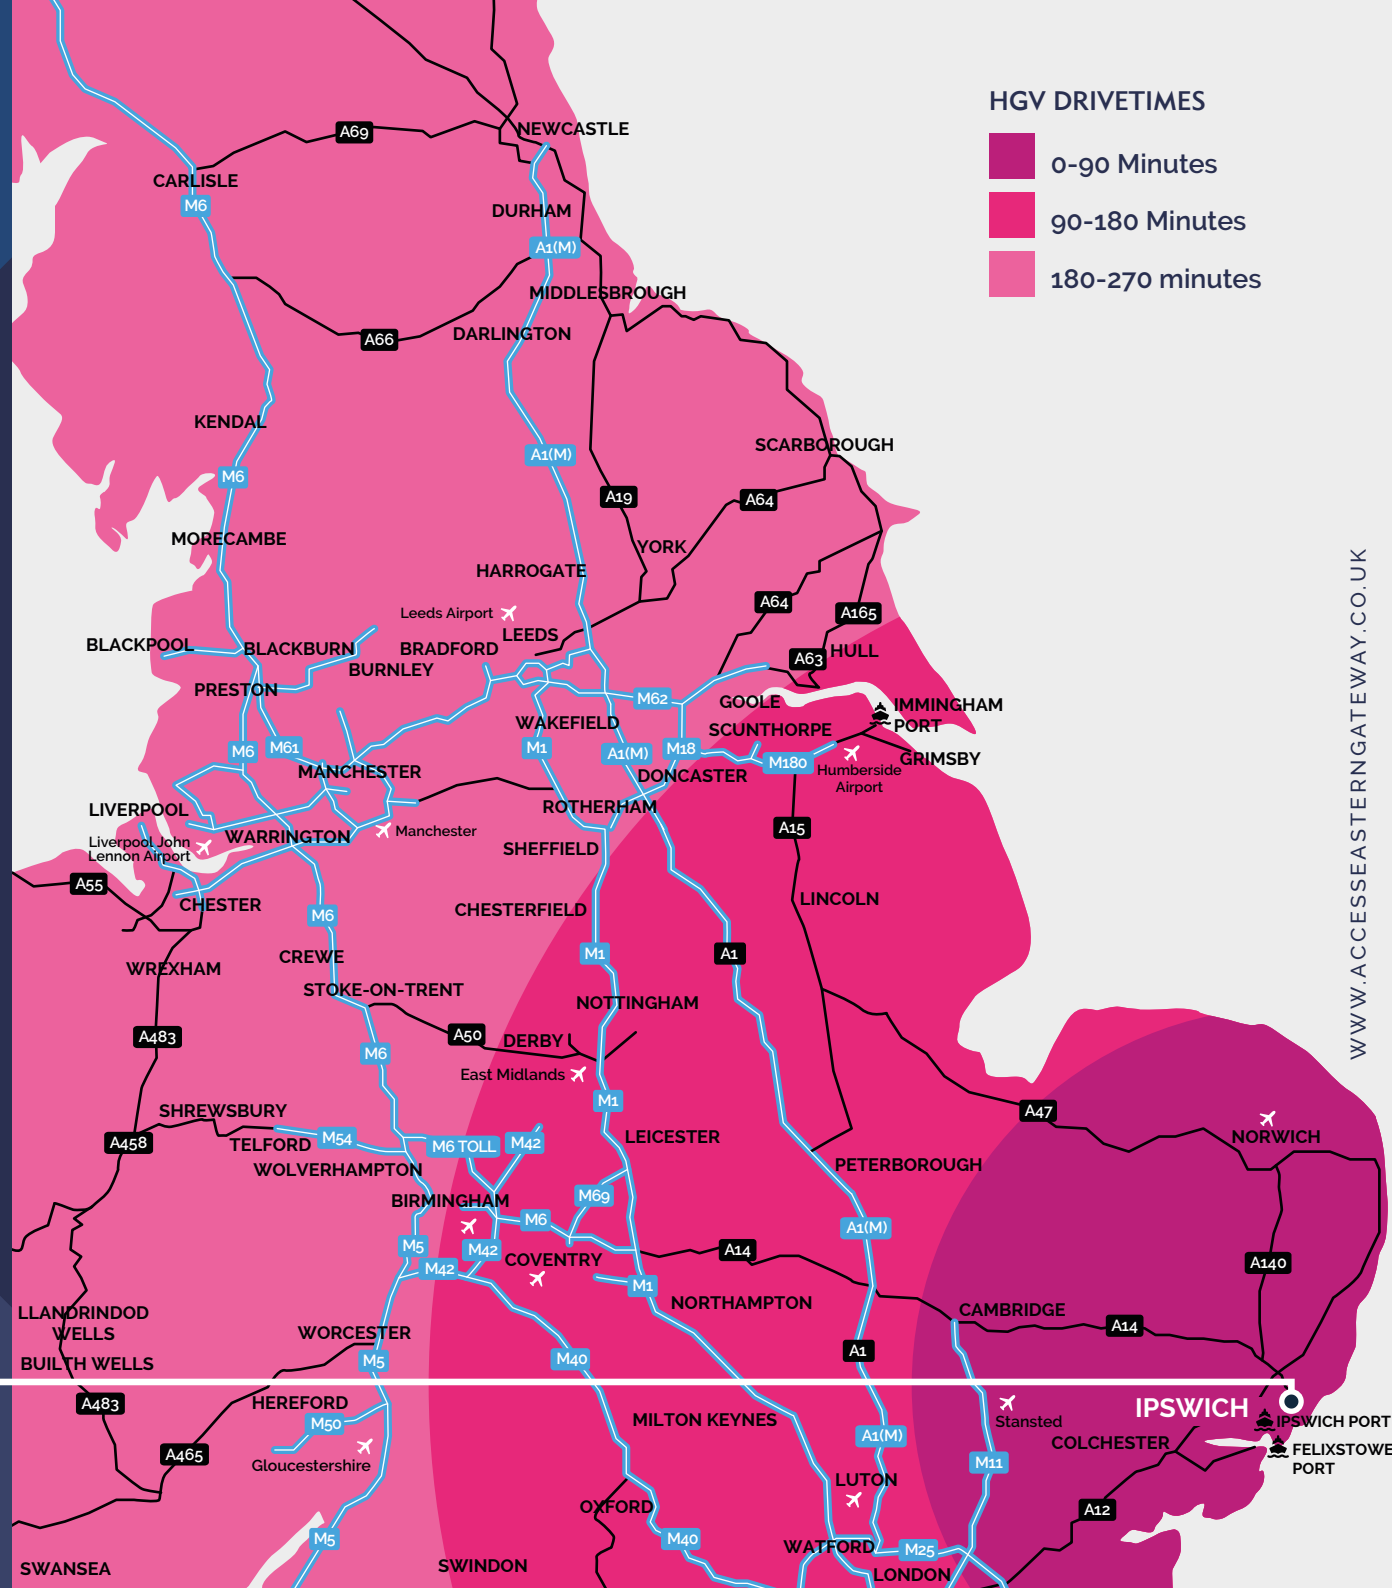 HGV DRIVETIMES
0-90 Minutes
90-180 Minutes
180-270 minutes
A69
NEWCASTLE
CARLISLE
M6
DURHAM
A1(M)
MIDDLESBROUGH
DARLINGTON
A66
KENDAL
SCARBOROUGH
A1(M)
M6
A19
A64
MORECAMBE
YORK
HARROGATE
A64
A165
Leeds Airport
LEEDS
BLACKPOOL
BLACKBURN
BRADFORD
HULL
A63
BURNLEY
PRESTON
M62
GOOLE
IMMINGHAM
PORT
WAKEFIELD
SCUNTHORPE
M6
M61
M1
A1(M)
M18
M180
GRIMSBY
MANCHESTER
DONCASTER
Humberside
Airport
LIVERPOOL
ROTHERHAM
A15
WARRINGTON
Manchester
Liverpool John
Lennon Airport
SHEFFIELD
A55
CHESTER
LINCOLN
M6
CHESTERFIELD
CREWE
M1
A1
WREXHAM
STOKE-ON-TRENT
NOTTINGHAM
A483
A50
DERBY
M6
East Midlands
M1
A47
SHREWSBURY
A458
TELFORD
M54
M6 TOLL
M42
LEICESTER
NORWICH
WOLVERHAMPTON
PETERBOROUGH
BIRMINGHAM
M69
M6
A1(M)
M5
M42
A14
COVENTRY
A140
M42
M1
LLANDRINDOD
WELLS
NORTHAMPTON
CAMBRIDGE
A14
WORCESTER
BUILTH WELLS
M5
M40
A1
A483
HEREFORD
IPSWICH
M50
MILTON KEYNES
Stansted
IPSWICH PORT
A1(M)
COLCHESTER
A465
FELIXSTOWE
PORT
Gloucestershire
M11
LUTON
OXFORD
A12
M5
M40
WATFORD
M25
SWANSEA
SWINDON
LONDON
WWW.ACCESSEASTERNGATEWAY.CO.UK